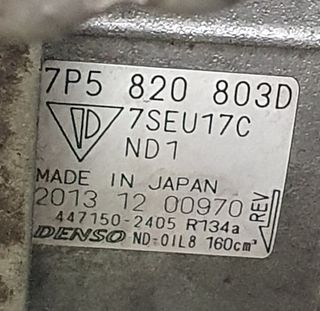 7P5 820 803D
D 7SEU17C
ND1
MADE IN JAPAN
2013 12 00970
REV
447150-2405 R134a
DENSO ND-OIL8 160cm³